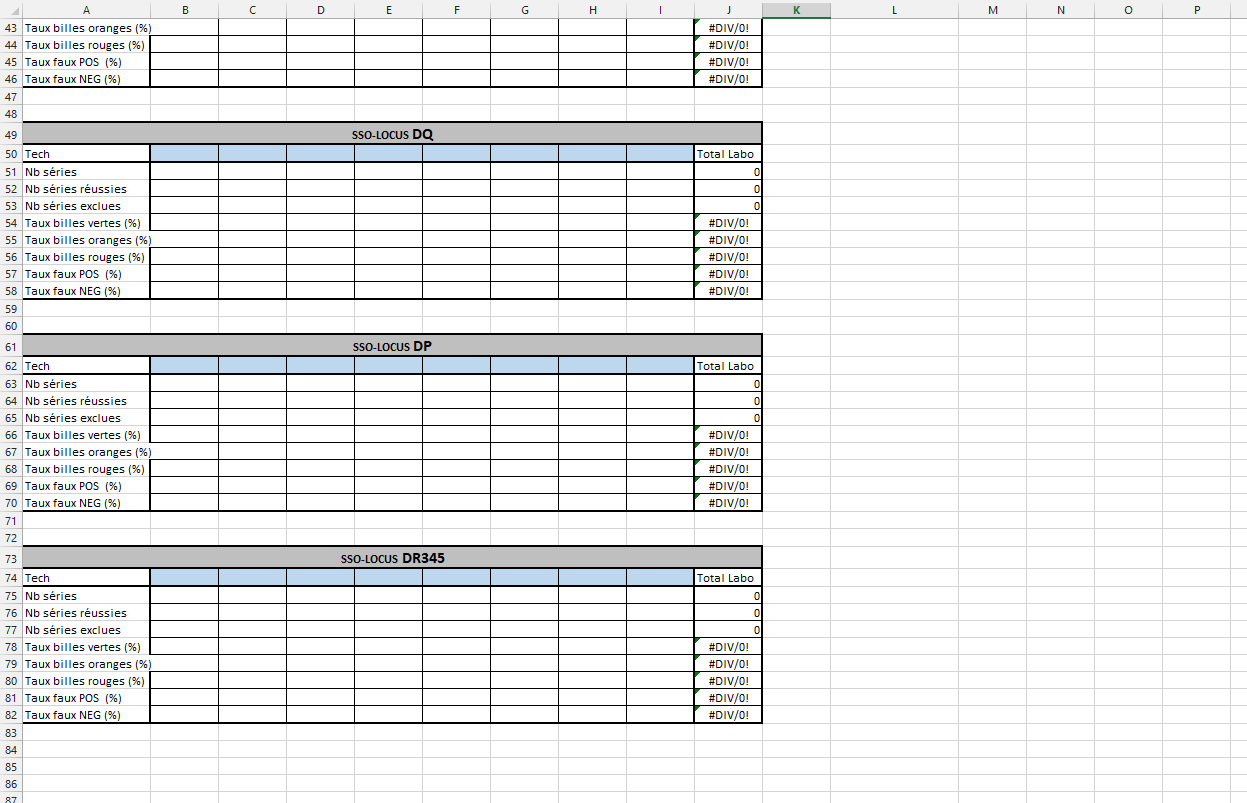 A B C D E F G H I J K L M N O P
43 Taux billes oranges (%) #DIV/0!
44 Taux billes rouges (%) #DIV/0!
45 Taux faux POS  (%) #DIV/0!
46 Taux faux NEG (%) #DIV/0!
47
48
49 SSO-LOCUS DQ
50 Tech Total Labo
51 Nb séries 0
52 Nb séries réussies 0
53 Nb séries exclues 0
54 Taux billes vertes (%) #DIV/0!
55 Taux billes oranges (%) #DIV/0!
56 Taux billes rouges (%) #DIV/0!
57 Taux faux POS  (%) #DIV/0!
58 Taux faux NEG (%) #DIV/0!
59
60
61 SSO-LOCUS DP
62 Tech Total Labo
63 Nb séries 0
64 Nb séries réussies 0
65 Nb séries exclues 0
66 Taux billes vertes (%) #DIV/0!
67 Taux billes oranges (%) #DIV/0!
68 Taux billes rouges (%) #DIV/0!
69 Taux faux POS  (%) #DIV/0!
70 Taux faux NEG (%) #DIV/0!
71
72
73 SSO-LOCUS DR345
74 Tech Total Labo
75 Nb séries 0
76 Nb séries réussies 0
77 Nb séries exclues 0
78 Taux billes vertes (%) #DIV/0!
79 Taux billes oranges (%) #DIV/0!
80 Taux billes rouges (%) #DIV/0!
81 Taux faux POS  (%) #DIV/0!
82 Taux faux NEG (%) #DIV/0!
83
84
85
86
87